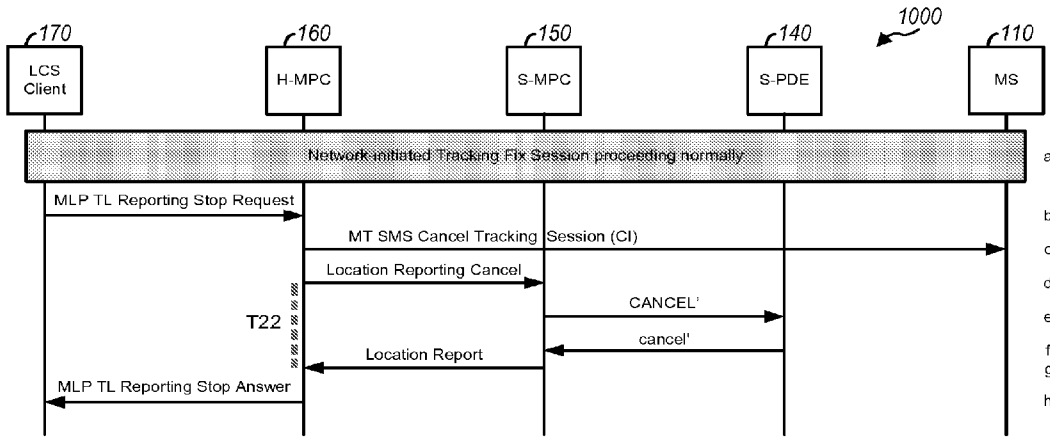 1000
170
160
150
140
110
LCS
Client
H-MPC
S-MPC
S-PDE
MS
Network-initiated Tracking Fix Session proceeding normally
a
MLP TL Reporting Stop Request
b
MT SMS Cancel Tracking Session (CI)
c
Location Reporting Cancel
d
CANCEL'
e
T22
cancel'
f
Location Report
g
MLP TL Reporting Stop Answer
h